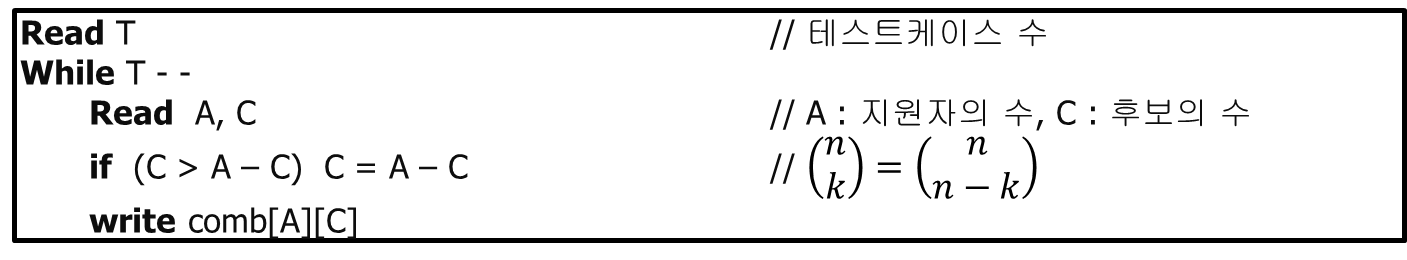 Read T // 테스트케이스 수
While T - -
Read A, C // A : 지원자의 수, C : 후보의 수
if (C > A – C) C = A – C // (n k) = (n n − k)
write comb[A][C]